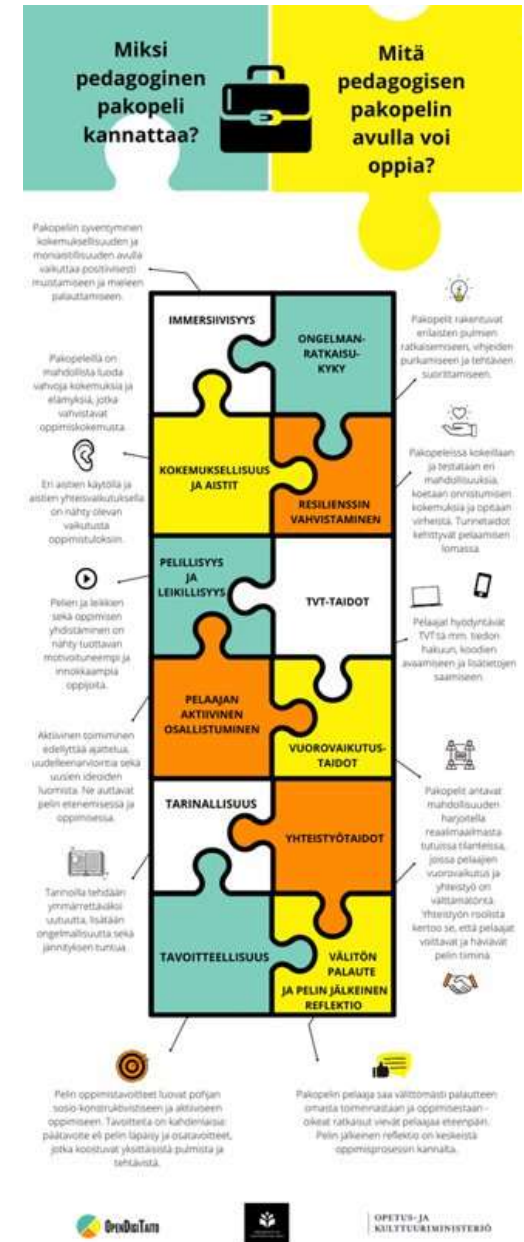 Miksi
pedagoginen
pakopeli
kannattaa?
Mitä
pedagogisen
pakopelin
avulla voi
oppia?
Pakopeliin syventyminen
kokemuksellisuuden ja
moniaistillisuuden avulla
vaikuttaa positiivisesti
muistamiseen ja mieleen
palauttamiseen.
IMMERSIIVISYYS
ONGELMAN-
RATKAISU-
KYKY
Pakopelit rakentuvat
erilaisten pulmien
ratkaisemiseen, vihjeiden
purkamiseen ja tehtävien
suorittamiseen.
Pakopeleillä on
mahdollista luoda
vahvoja kokemuksia ja
elämyksiä, jotka
vahvistavat
oppimiskokemusta.
Eri aistien käytöllä ja
aistien yhteisvaikutuksella
on nähty olevan
vaikutusta
oppimistuloksiin.
KOKEMUKSELLISUUS
JA AISTIT
RESILIENSSIN
VAHVISTAMINEN
Pakopeleissä kokeillaan
ja testataan eri
mahdollisuuksia,
koetaan onnistumisen
kokemuksia ja opitaan
virheistä. Tunnetaidot
kehittyvät pelaamisen
lomassa.
PELILLISYYS
JA
LEIKILLISYYS
TVT-TAIDOT
Pelien ja leikkien
sekä oppimisen
yhdistäminen on
nähty tuottavan
motivoituneempi ja
innokkaampia
oppijoita.
Pelaajat hyödyntävät
TVT:tä mm. tiedon
hakuun, koodien
avaamiseen ja lisätietojen
saamiseen.
PELAAJAN
AKTIIVINEN
OSALLISTUMINEN
VUOROVAIKUTUS-
TAIDOT
Aktiivinen toimiminen
edellyttää ajattelua,
uudelleenarviointia sekä
uusien ideoiden
luomista. Ne auttavat
pelin etenemisessä ja
oppimisessa.
Pakopelit antavat
mahdollisuuden
harjoitella
reaalimaailmasta
tutuissa tilanteissa,
joissa pelaajien
vuorovaikutus ja
yhteistyö on
välttämätöntä.
Yhteistyön roolista
kertoo se, että pelaajat
voittavat ja häviävät
pelin tiiminä.
TARINALLISUUS
YHTEISTYÖTAIDOT
Tarinoilla tehdään
ymmärrettäväksi
uutuutta, lisätään
ongelmallisuutta sekä
jännityksen tuntua.
TAVOITTEELLISUUS
VÄLITÖN
PALAUTE
JA PELIN JÄLKEINEN
REFLEKTIO
Pelin oppimistavoitteet luovat pohjan
sosio-konstruktivistiseen ja aktiiviseen
oppimiseen. Tavoitteita on kahdenlaisia:
päätavoite eli pelin läpäisy ja osatavoitteet,
jotka koostuvat yksittäisistä pulmista ja
tehtävistä.
Pakopelin pelaaja saa välittömästi palautteen
omasta toiminnastaan ja oppimisestaan -
oikeat ratkaisut vievät pelaajaa eteenpäin.
Pelin jälkeinen reflektio on keskeistä
oppimisprosessin kannalta.
OPENDIGITAITO
OPETUS- JA
KULTTUURIMINISTERIÖ